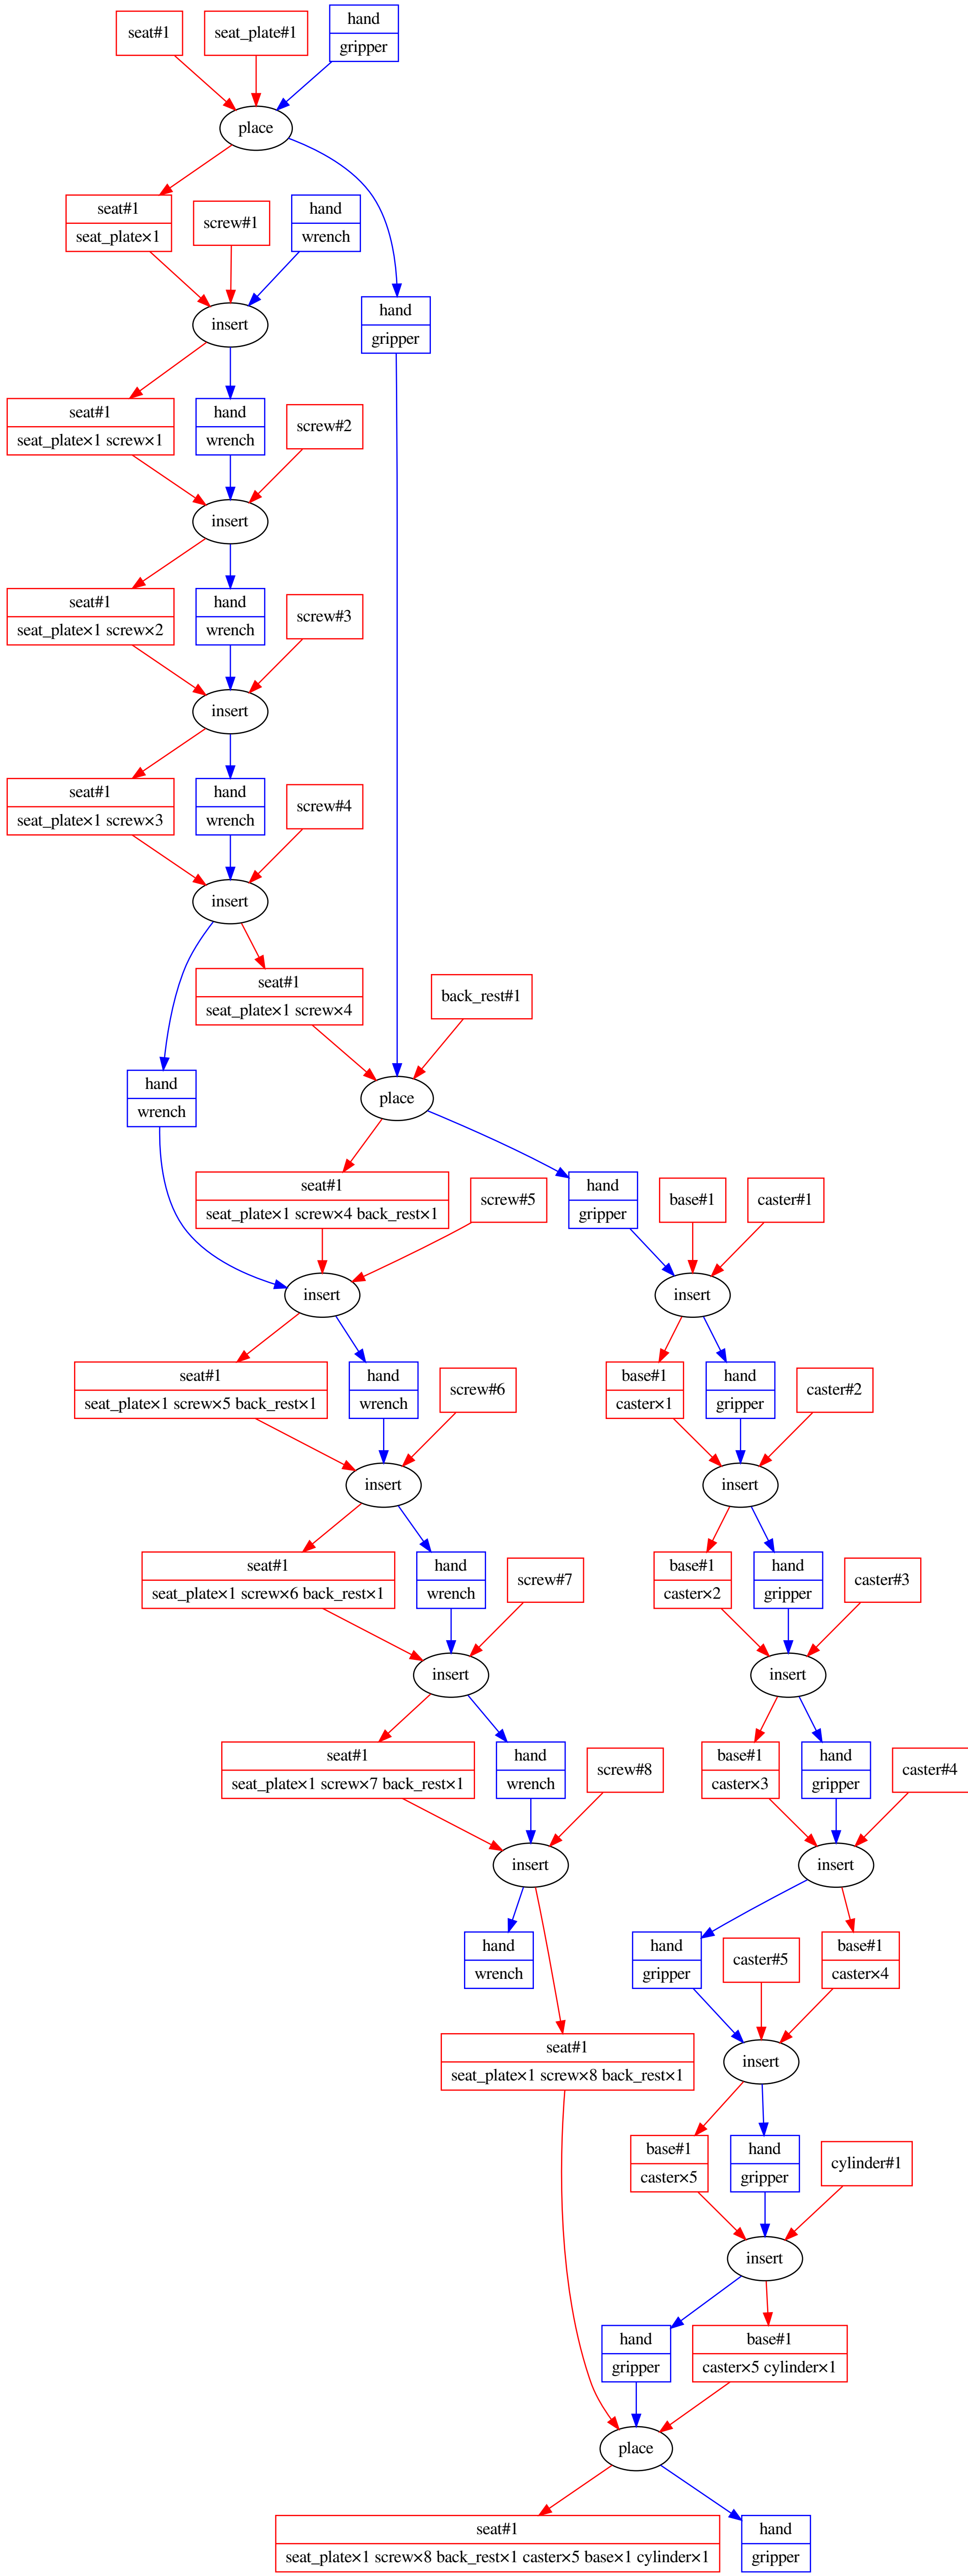 seat#1
seat_plate#1
hand
gripper
place
seat#1
seat_plate×1
screw#1
hand
wrench
insert
hand
gripper
seat#1
seat_plate×1 screw×1
hand
wrench
screw#2
insert
seat#1
seat_plate×1 screw×2
hand
wrench
screw#3
insert
seat#1
seat_plate×1 screw×3
hand
wrench
screw#4
insert
seat#1
seat_plate×1 screw×4
back_rest#1
hand
wrench
place
seat#1
seat_plate×1 screw×4 back_rest×1
screw#5
hand
gripper
base#1
caster#1
insert
insert
seat#1
seat_plate×1 screw×5 back_rest×1
hand
wrench
screw#6
base#1
caster×1
hand
gripper
caster#2
insert
insert
seat#1
seat_plate×1 screw×6 back_rest×1
hand
wrench
screw#7
base#1
caster×2
hand
gripper
caster#3
insert
insert
seat#1
seat_plate×1 screw×7 back_rest×1
hand
wrench
screw#8
base#1
caster×3
hand
gripper
caster#4
insert
insert
hand
wrench
hand
gripper
caster#5
base#1
caster×4
seat#1
seat_plate×1 screw×8 back_rest×1
insert
base#1
caster×5
hand
gripper
cylinder#1
insert
hand
gripper
base#1
caster×5 cylinder×1
place
seat#1
seat_plate×1 screw×8 back_rest×1 caster×5 base×1 cylinder×1
hand
gripper